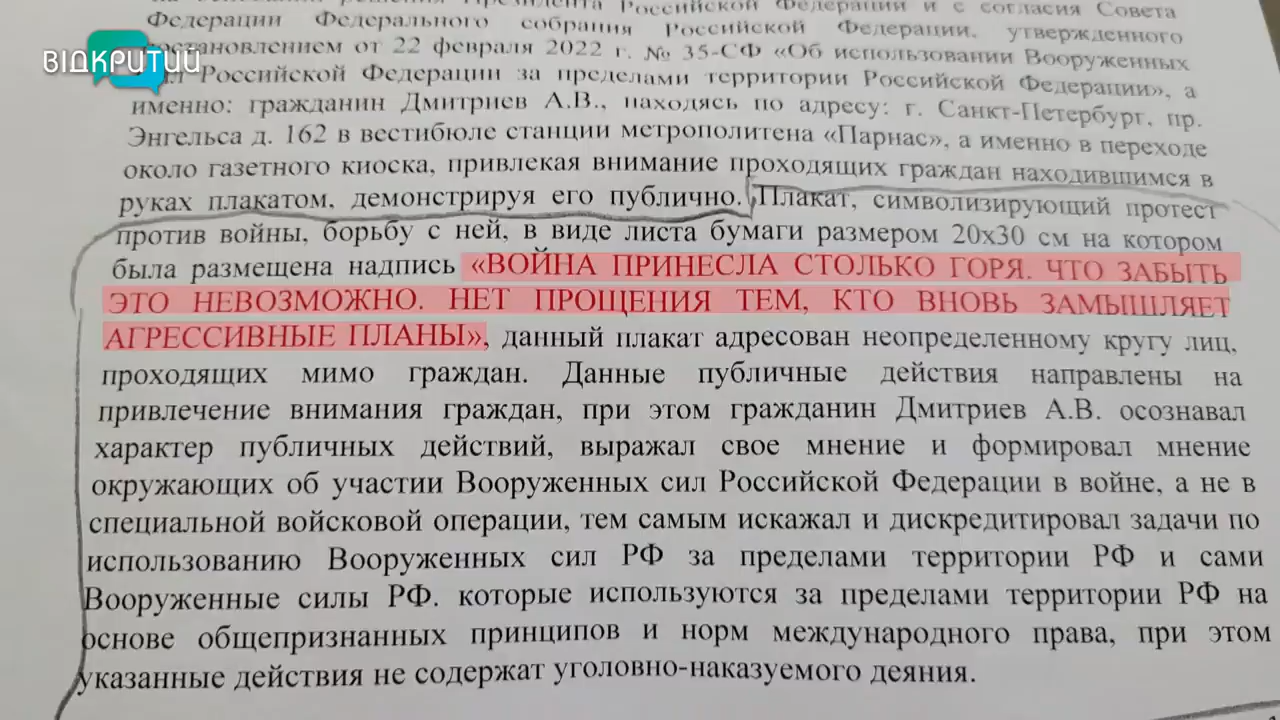 на основании решения Президента Российской Федерации и с согласия Совета
Федерации Федерального собрания Российской Федерации, утвержденного
ВІДКРИТИЙ
постановлением от 22 февраля 2022 г. № 35-СФ «Об использовании Вооруженных
Российской Федерации за пределами территории Российской Федерации», а
именно: гражданин Дмитриев А.В., находясь по адресу: г. Санкт-Петербург, пр.
Энгельса д. 162 в вестибюле станции метрополитена «Парнас», а именно в переходе
около газетного киоска, привлекая внимание проходящих граждан находившимся в
руках плакатом, демонстрируя его публично. Плакат, символизирующий протест
против войны, борьбу с ней, в виде листа бумаги размером 20х30 см на котором
была размещена надпись «ВОЙНА ПРИНЕСЛА СТОЛЬКО ГОРЯ. ЧТО ЗАБЫТЬ
ЭТО НЕВОЗМОЖНО. НЕТ ПРОЩЕНИЯ ТЕМ, КТО ВНОВЬ ЗАМЫШЛЯЕТ
АГРЕССИВНЫЕ ПЛАНЫ», данный плакат адресован неопределенному кругу лиц,
проходящих мимо граждан. Данные публичные действия направлены на
привлечение внимания граждан, при этом гражданин Дмитриев А.В. осознавал
характер публичных действий, выражал свое мнение и формировал мнение
окружающих об участии Вооруженных сил Российской Федерации в войне, а не в
специальной войсковой операции, тем самым искажал и дискредитировал задачи по
использованию Вооруженных сил РФ за пределами территории РФ и сами
Вооруженные силы РФ. которые используются за пределами территории РФ на
основе общепризнанных принципов и норм международного права, при этом
указанные действия не содержат уголовно-наказуемого деяния.